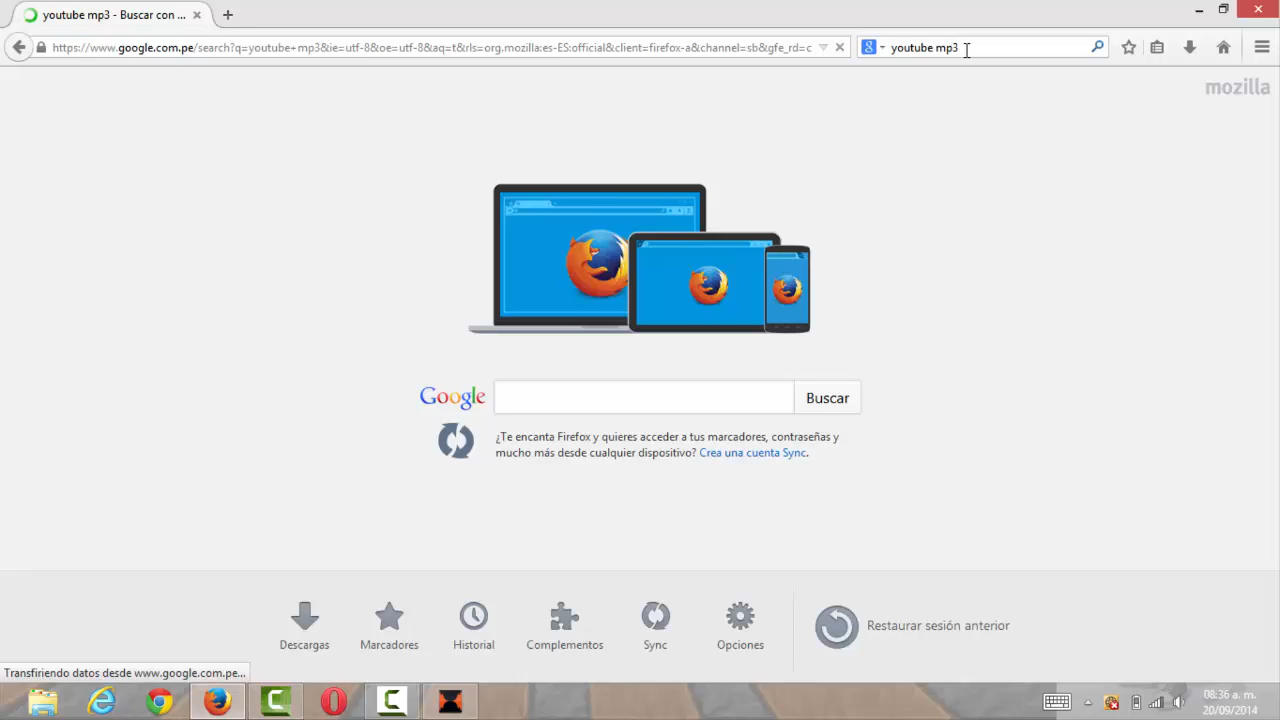 youtube mp3 - Buscar con ...
https://www.google.com.pe/search?q=youtube+mp3&ie=utf-8&oe=utf-8&aq=t&rls=org.mozilla:es-ES:official&client=firefox-a&channel=sb&gfe_rd=c
youtube mp3
mozilla
Google
Buscar
¿Te encanta Firefox y quieres acceder a tus marcadores, contraseñas y
mucho más desde cualquier dispositivo? Crea una cuenta Sync.
Descargas
Marcadores
Historial
Complementos
Sync
Opciones
Restaurar sesión anterior
Transfiriendo datos desde www.google.com.pe...
08:36 a. m.
20/09/2014